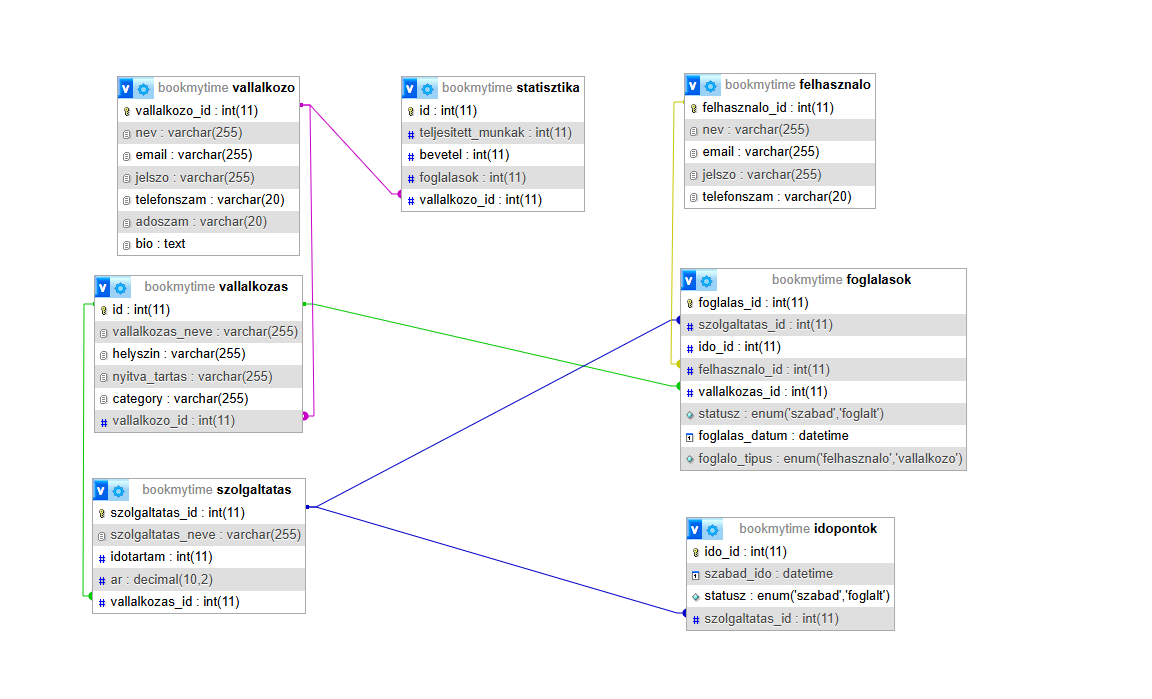 bookmytime vallalkozo
vallalkozo_id : int(11)
nev : varchar(255)
email : varchar(255)
jelszo : varchar(255)
telefonszam : varchar(20)
adoszam : varchar(20)
bio : text
bookmytime statisztika
id : int(11)
teljesitett_munkak : int(11)
bevetel : int(11)
foglalasok : int(11)
vallalkozo_id : int(11)
bookmytime felhasznalo
felhasznalo_id : int(11)
nev : varchar(255)
email : varchar(255)
jelszo : varchar(255)
telefonszam : varchar(20)
bookmytime vallalkozas
id : int(11)
vallalkozas_neve : varchar(255)
helyszin : varchar(255)
nyitva_tartas : varchar(255)
category : varchar(255)
vallalkozo_id : int(11)
bookmytime foglalasok
foglalas_id : int(11)
szolgaltatas_id : int(11)
ido_id : int(11)
felhasznalo_id : int(11)
vallalkozas_id : int(11)
statusz : enum('szabad','foglalt')
foglalas_datum : datetime
foglalo_tipus : enum('felhasznalo','vallalkozo')
bookmytime szolgaltatas
szolgaltatas_id : int(11)
szolgaltatas_neve : varchar(255)
idotartam : int(11)
ar : decimal(10,2)
vallalkozas_id : int(11)
bookmytime idopontok
ido_id : int(11)
szabad_ido : datetime
statusz : enum('szabad','foglalt')
szolgaltatas_id : int(11)